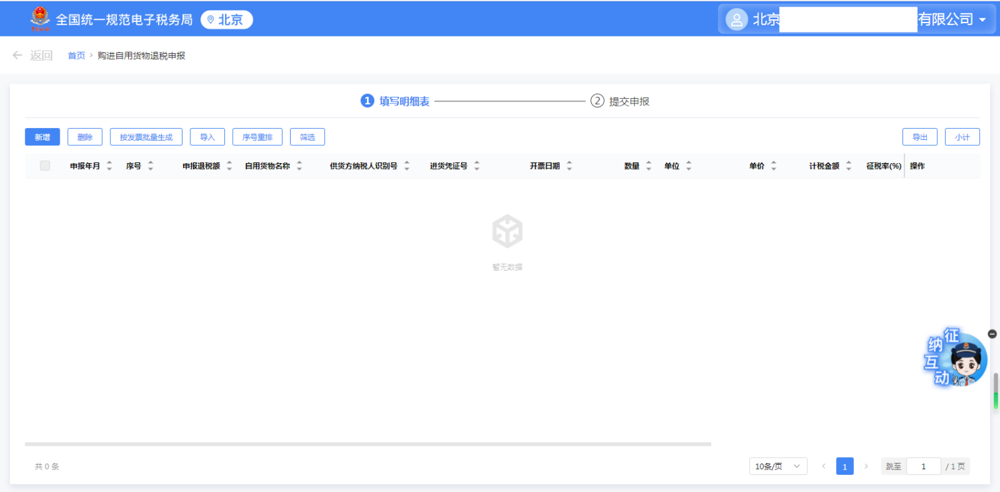 全国统一规范电子税务局 北京 北京 有限公司
返回 首页 > 购进自用货物退税申报
1 填写明细表 2 提交申报
新增 删除 按发票批量生成 导入 序号重排 筛选 导出 小计
申报年月 序号 申报退税额 自用货物名称 供货方纳税人识别号 进货凭证号 开票日期 数量 单位 单价 计税金额 征税率(%) 操作
暂无数据
征纳互动
共 0 条 10条/页 < 1 > 跳至 1 / 1 页